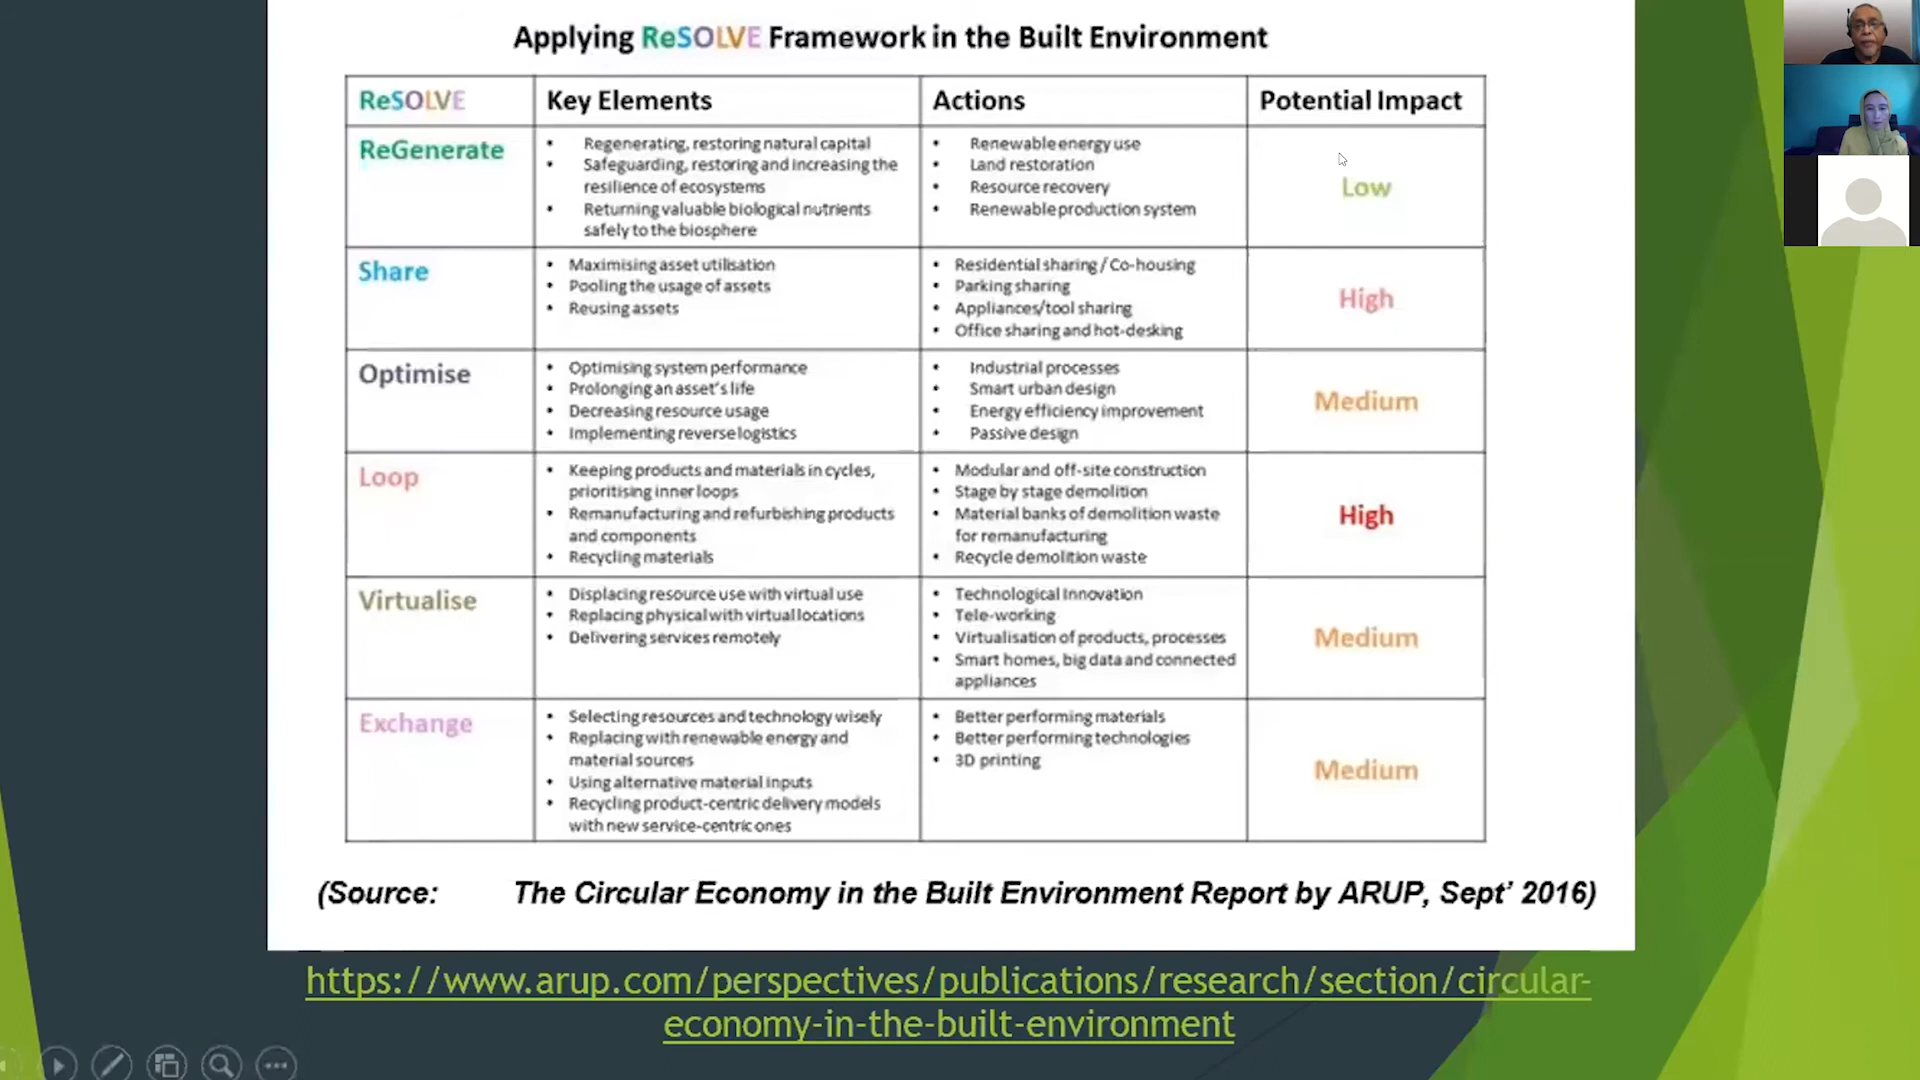 Applying ReSOLVE Framework in the Built Environment
ReSOLVE
Key Elements
Actions
Potential Impact
ReGenerate
• Regenerating, restoring natural capital
• Safeguarding, restoring and increasing the
resilience of ecosystems
• Returning valuable biological nutrients
safely to the biosphere
• Renewable energy use
• Land restoration
• Resource recovery
• Renewable production system
Low
Share
• Maximising asset utilisation
• Pooling the usage of assets
• Reusing assets
• Residential sharing / Co-housing
• Parking sharing
• Appliances/tool sharing
• Office sharing and hot-desking
High
Optimise
• Optimising system performance
• Prolonging an asset's life
• Decreasing resource usage
• Implementing reverse logistics
• Industrial processes
• Smart urban design
• Energy efficiency improvement
• Passive design
Medium
Loop
• Keeping products and materials in cycles,
prioritising inner loops
• Remanufacturing and refurbishing products
and components
• Recycling materials
• Modular and off-site construction
• Stage by stage demolition
• Material banks of demolition waste
for remanufacturing
• Recycle demolition waste
High
Virtualise
• Displacing resource use with virtual use
• Replacing physical with virtual locations
• Delivering services remotely
• Technological Innovation
• Tele-working
• Virtualisation of products, processes
• Smart homes, big data and connected
appliances
Medium
Exchange
• Selecting resources and technology wisely
• Replacing with renewable energy and
material sources
• Using alternative material inputs
• Recycling product-centric delivery models
with new service-centric ones
• Better performing materials
• Better performing technologies
• 3D printing
Medium
(Source: The Circular Economy in the Built Environment Report by ARUP, Sept' 2016)
https://www.arup.com/perspectives/publications/research/section/circular-
economy-in-the-built-environment